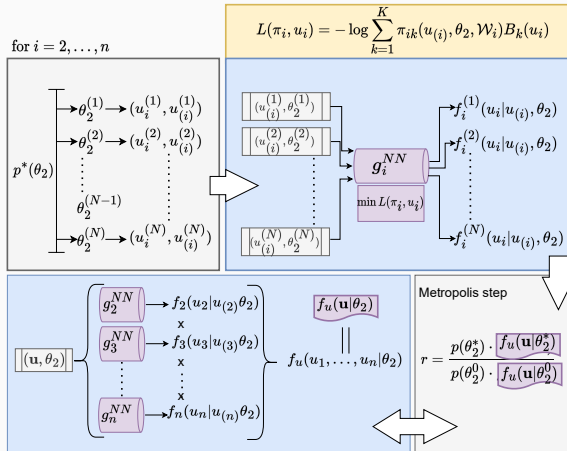 L(π_i, u_i) = − log ∑_{k=1}^{K} π_{ik}(u_{(i)}, θ_2, 𝒲_i)B_k(u_i)
for i = 2, . . . , n
p*(θ_2)
θ_2^{(1)} (u_i^{(1)}, u_{(i)}^{(1)})
θ_2^{(2)} (u_i^{(2)}, u_{(i)}^{(2)})
θ_2^{(N−1)}
θ_2^{(N)} (u_i^{(N)}, u_{(i)}^{(N)})
(u_{(i)}^{(1)}, θ_2^{(1)})
(u_{(i)}^{(2)}, θ_2^{(2)})
(u_{(i)}^{(N)}, θ_2^{(N)})
g_i^{NN}
min L(π_i, u_i)
f_i^{(1)}(u_i|u_{(i)}, θ_2)
f_i^{(2)}(u_i|u_{(i)}, θ_2)
f_i^{(N)}(u_i|u_{(i)}, θ_2)
(𝐮, θ_2)
g_2^{NN} f_2(u_2|u_{(2)}θ_2)
x
g_3^{NN} f_3(u_3|u_{(3)}θ_2)
x
x
g_n^{NN} f_n(u_n|u_{(n)}θ_2)
f_u(𝐮|θ_2)
||
f_u(u_1, . . . , u_n|θ_2)
Metropolis step
r = \frac{p(θ_2^*) · f_u(𝐮|θ_2^*)}{p(θ_2^0) · f_u(𝐮|θ_2^0)}